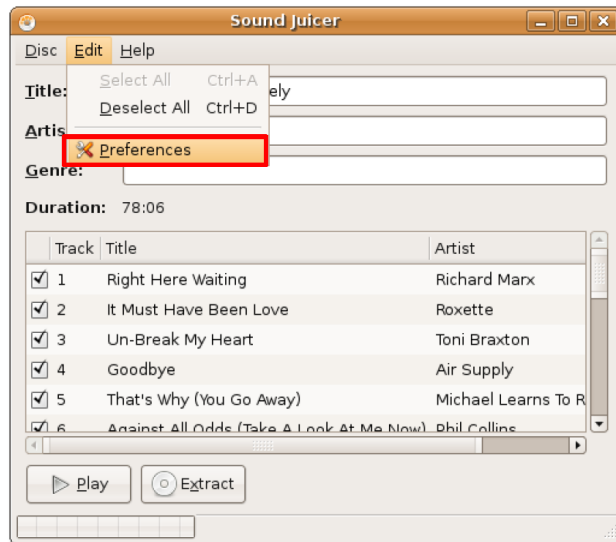 Sound Juicer
Disc Edit Help
Select All Ctrl+A
Title: ely
Deselect All Ctrl+D
Artis
Preferences
Genre:
Duration: 78:06
Track Title Artist
1 Right Here Waiting Richard Marx
2 It Must Have Been Love Roxette
3 Un-Break My Heart Toni Braxton
4 Goodbye Air Supply
5 That's Why (You Go Away) Michael Learns To R
6 Against All Odds (Take A Look At Me Now) Phil Collins
Play Extract